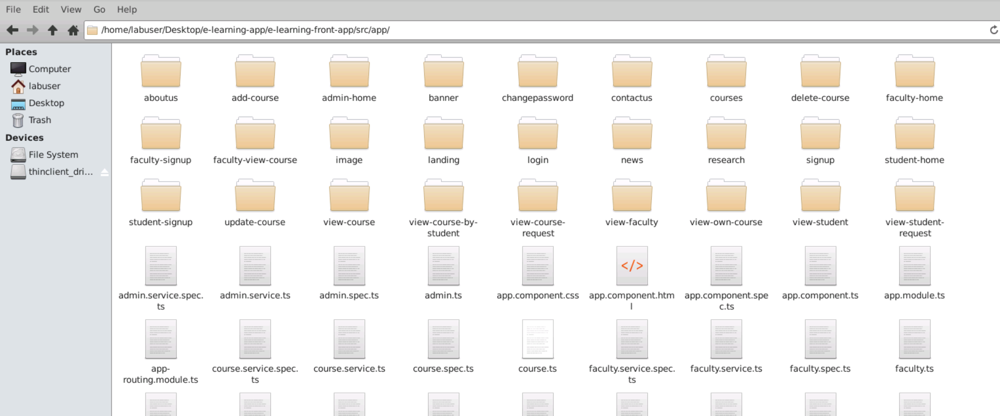 File Edit View Go Help
/home/labuser/Desktop/e-learning-app/e-learning-front-app/src/app/
Places
Computer
labuser
Desktop
Trash
Devices
File System
thinclient_dri...
aboutus add-course admin-home banner changepassword contactus courses delete-course faculty-home
faculty-signup faculty-view-course image landing login news research signup student-home
student-signup update-course view-course view-course-by- view-course- view-faculty view-own-course view-student view-student-
student request request
admin.service.spec. admin.service.ts admin.spec.ts admin.ts app.component.css app.component.htm app.component.spe app.component.ts app.module.ts
ts l c.ts
app- course.service.spec. course.service.ts course.spec.ts course.ts faculty.service.spec. faculty.service.ts faculty.spec.ts faculty.ts
routing.module.ts ts ts